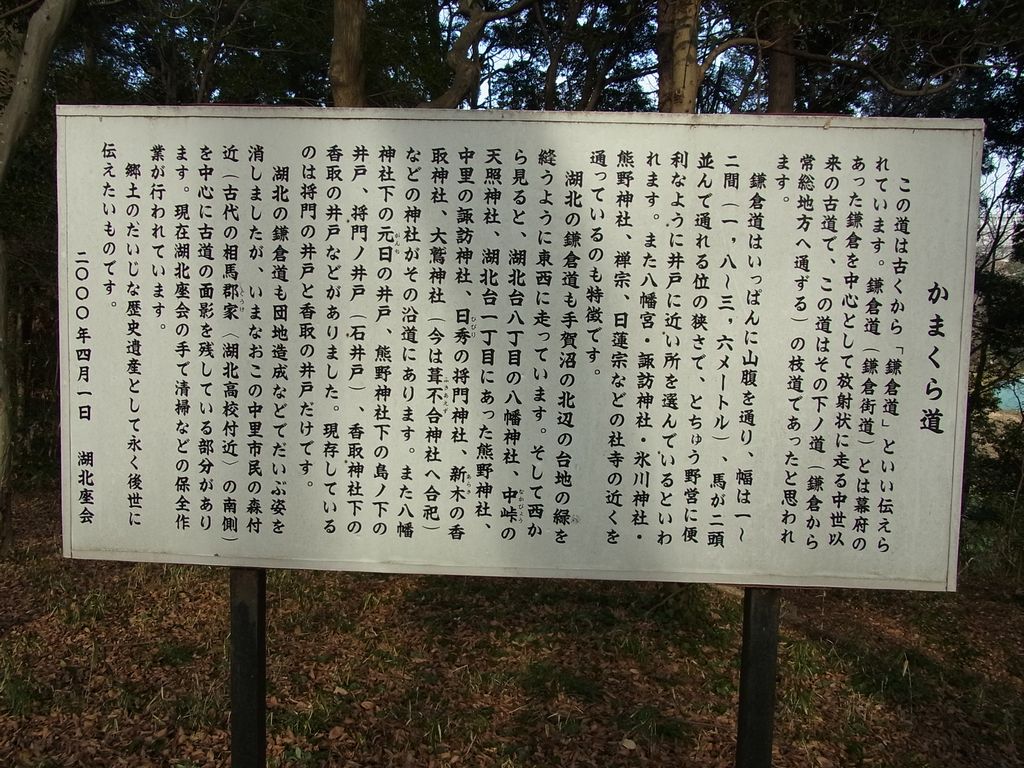 かまくら道
この道は古くから「鎌倉道」といい伝えら
れています。鎌倉道（鎌倉街道）とは幕府の
あった鎌倉を中心として放射状に走る中世以
来の古道で、この道はその下ノ道（鎌倉から
常総地方へ通ずる）の枝道であったと思われ
ます。
鎌倉道はいっぱんに山腹を通り、幅は一〜
二間（一，八〜三，六メートル）、馬が二頭
並んで通れる位の狭さで、とちゅう野営に便
利なように井戸に近い所を選んでいるといわ
れます。また八幡宮・諏訪神社・氷川神社・
熊野神社、禅宗、日蓮宗などの社寺の近くを
通っているのも特徴です。
湖北の鎌倉道も手賀沼の北辺の台地の縁を
縫うように東西に走っています。そして西か
ら見ると、湖北台八丁目の八幡神社、中峠の
天照神社、湖北台一丁目にあった熊野神社、
中里の諏訪神社、日秀の将門神社、新木の香
取神社、大鷲神社（今は葺不合神社へ合祀）
などの神社がその沿道にあります。また八幡
神社下の元日の井戸、熊野神社下の島ノ下の
井戸、将門ノ井戸（石井戸）、香取神社下の
香取の井戸などがありました。現存している
のは将門の井戸と香取の井戸だけです。
湖北の鎌倉道も団地造成などでだいぶ姿を
消しましたが、いまなおこの中里市民の森付
近（古代の相馬郡家（湖北高校付近）の南側）
を中心に古道の面影を残している部分があり
ます。現在湖北座会の手で清掃などの保全作
業が行われています。
郷土のだいじな歴史遺産として永く後世に
伝えたいものです。
二〇〇〇年四月一日　湖北座会